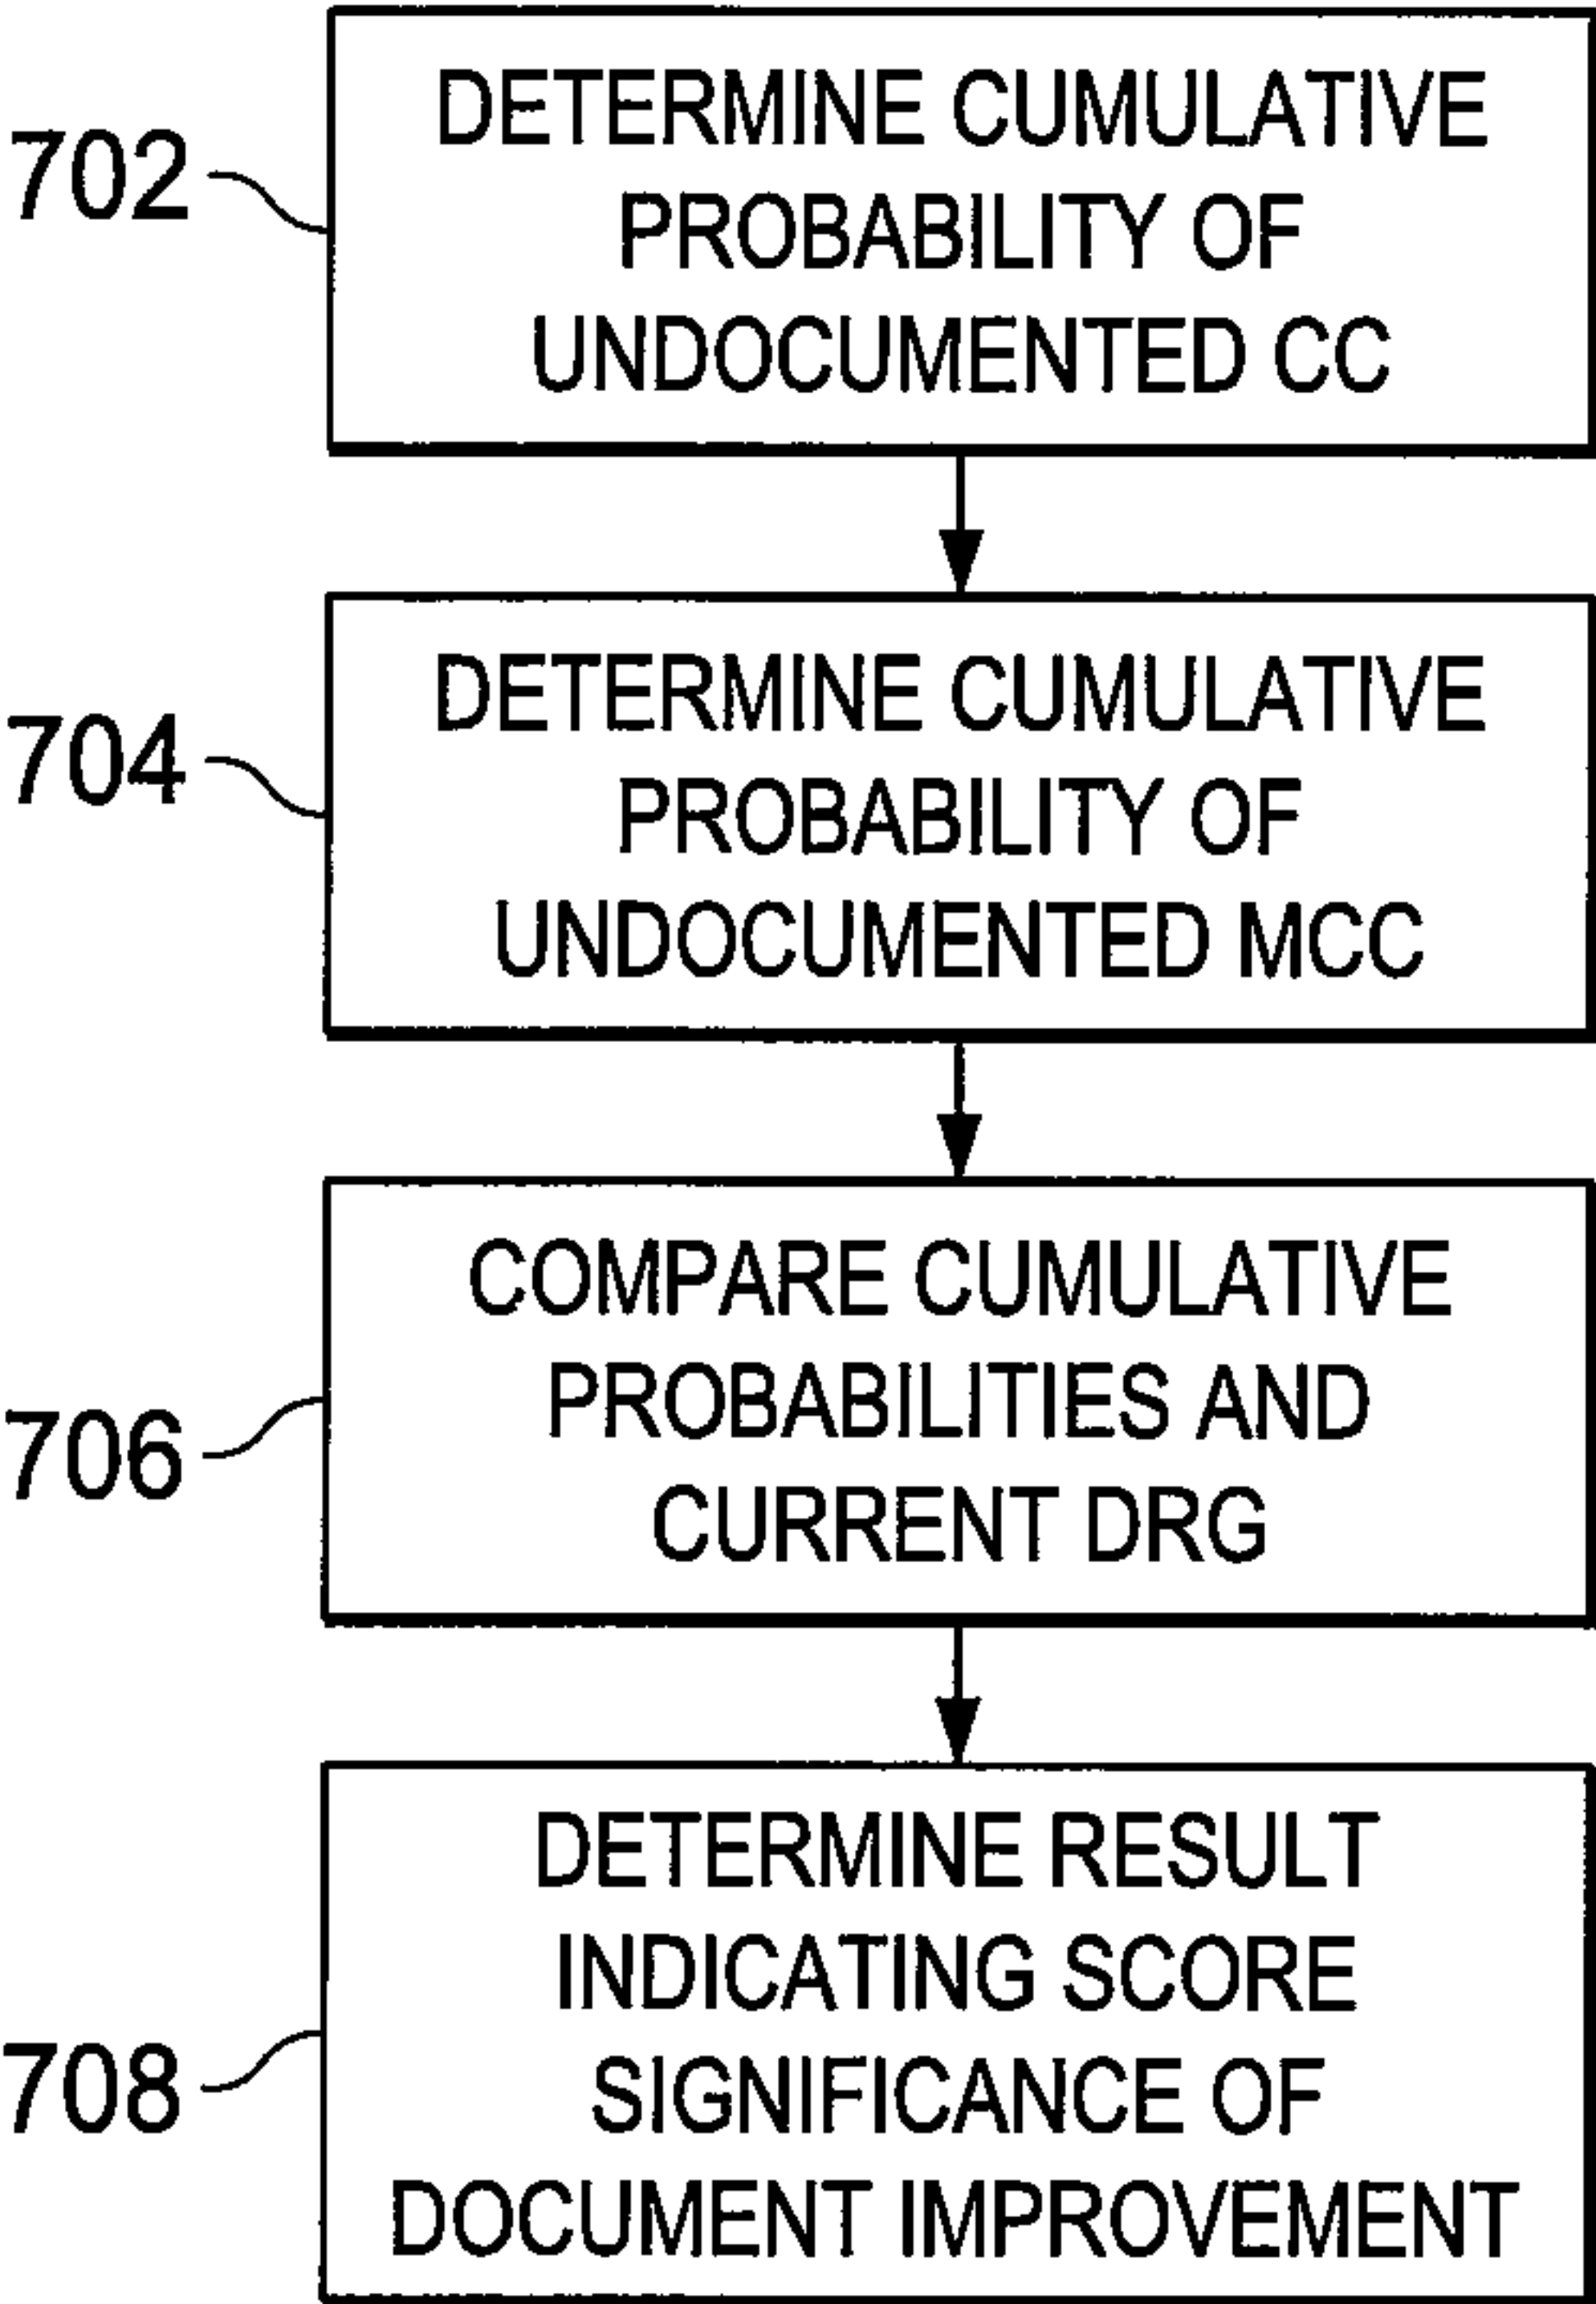 702
DETERMINE CUMULATIVE
PROBABILITY OF
UNDOCUMENTED CC
704
DETERMINE CUMULATIVE
PROBABILITY OF
UNDOCUMENTED MCC
706
COMPARE CUMULATIVE
PROBABILITIES AND
CURRENT DRG
708
DETERMINE RESULT
INDICATING SCORE
SIGNIFICANCE OF
DOCUMENT IMPROVEMENT